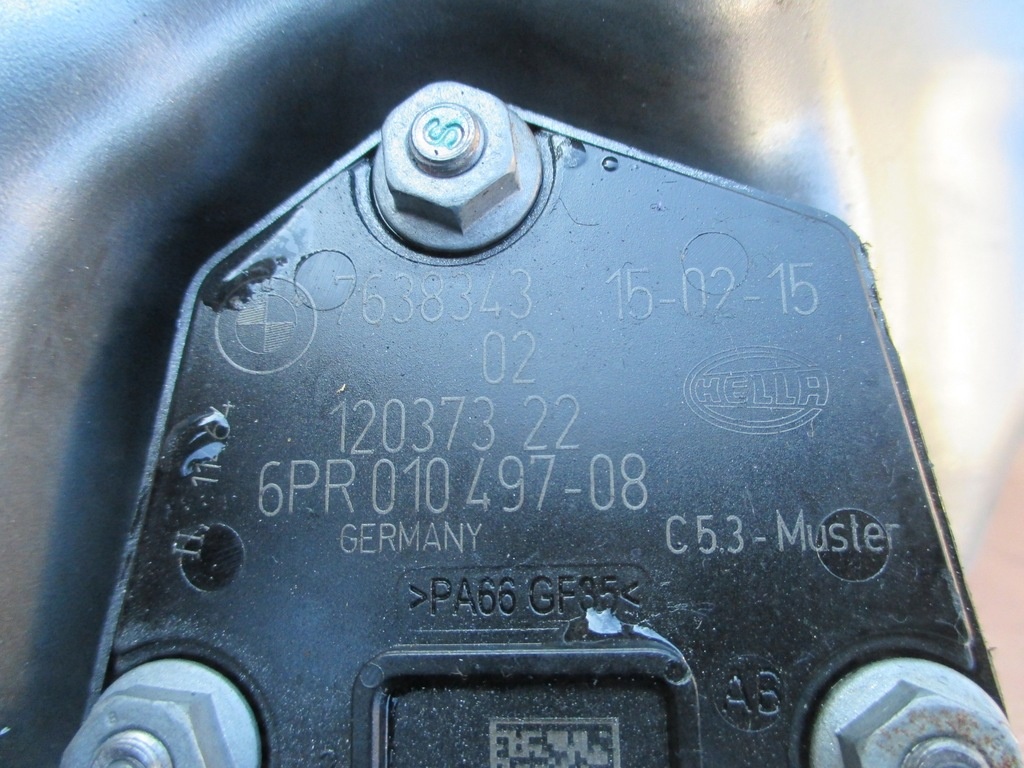 S
7638343 15-02-15
02
HELLA
120373 22
6PR 010 497-08
GERMANY
C 5.3 - Muster
>PA66 GF35<
AB